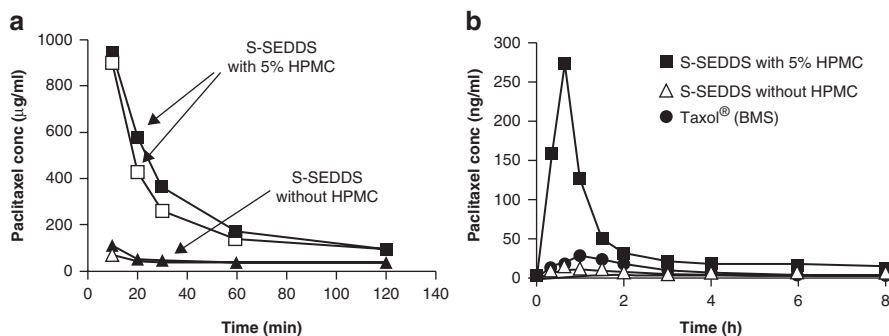 a
S-SEDDS
with 5% HPMC
S-SEDDS
without HPMC
Paclitaxel conc (µg/ml)
1000
800
600
400
200
0
0 20 40 60 80 100 120 140
Time (min)
b
S-SEDDS with 5% HPMC
S-SEDDS without HPMC
Taxol® (BMS)
Paclitaxel conc (ng/ml)
300
250
200
150
100
50
0
0 2 4 6 8
Time (h)